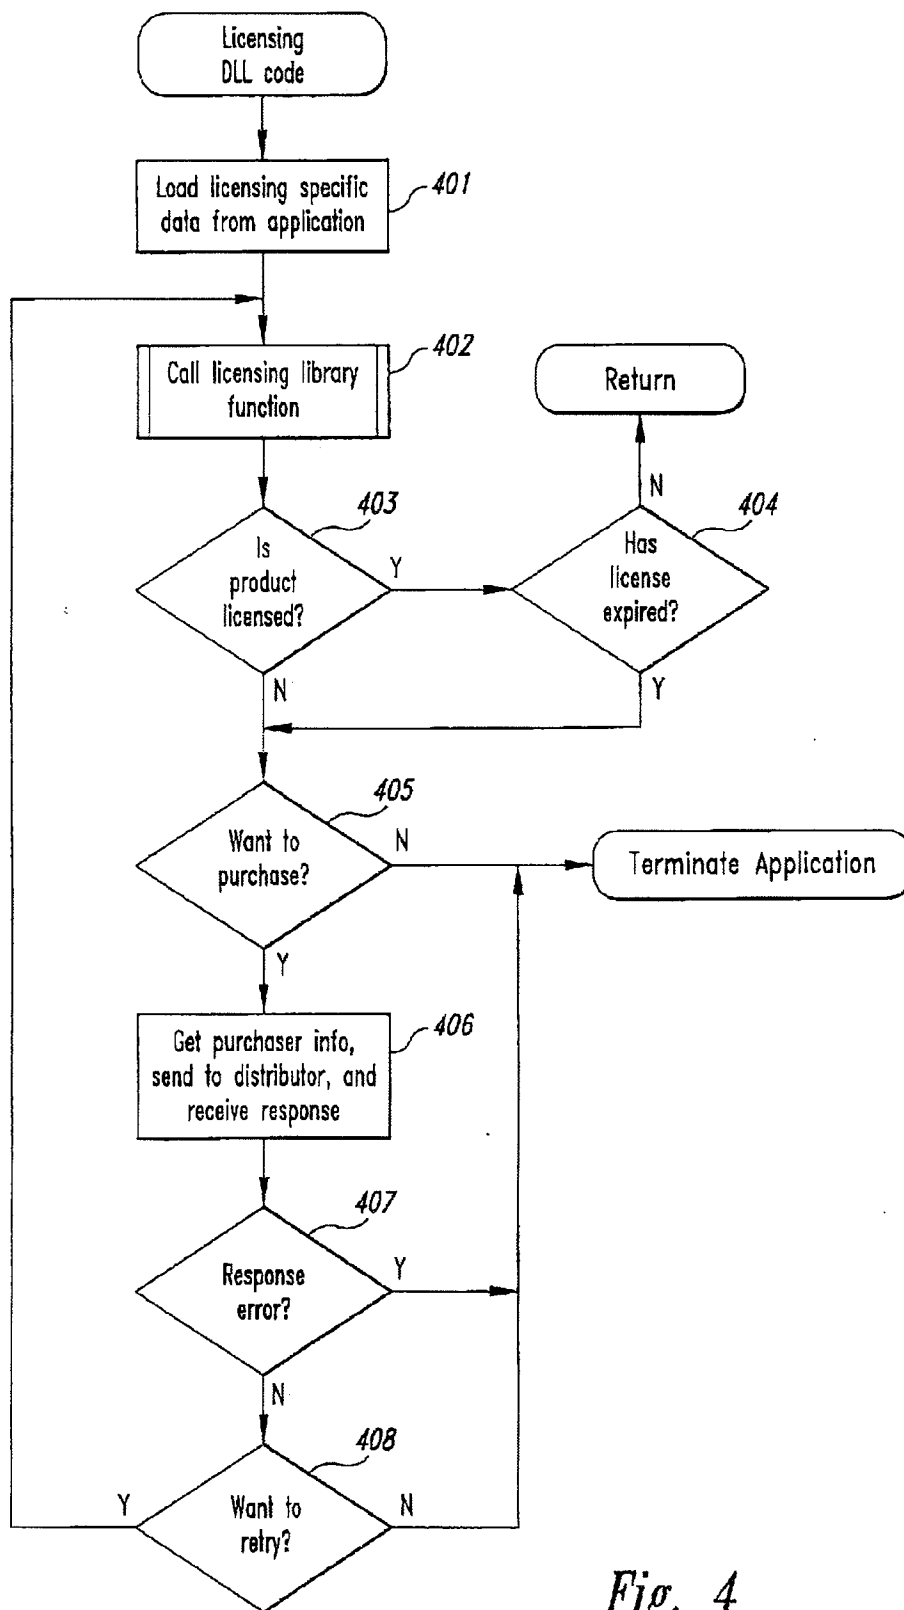 Licensing
DLL code
Load licensing specific
data from application
401
Call licensing library
function
402
Return
N
403
Is
product
licensed?
Y
404
Has
license
expired?
N
Y
405
Want to
purchase?
N
Terminate Application
Y
Get purchaser info,
send to distributor, and
receive response
406
407
Response
error?
Y
N
408
Want to
retry?
Y
N
Fig. 4